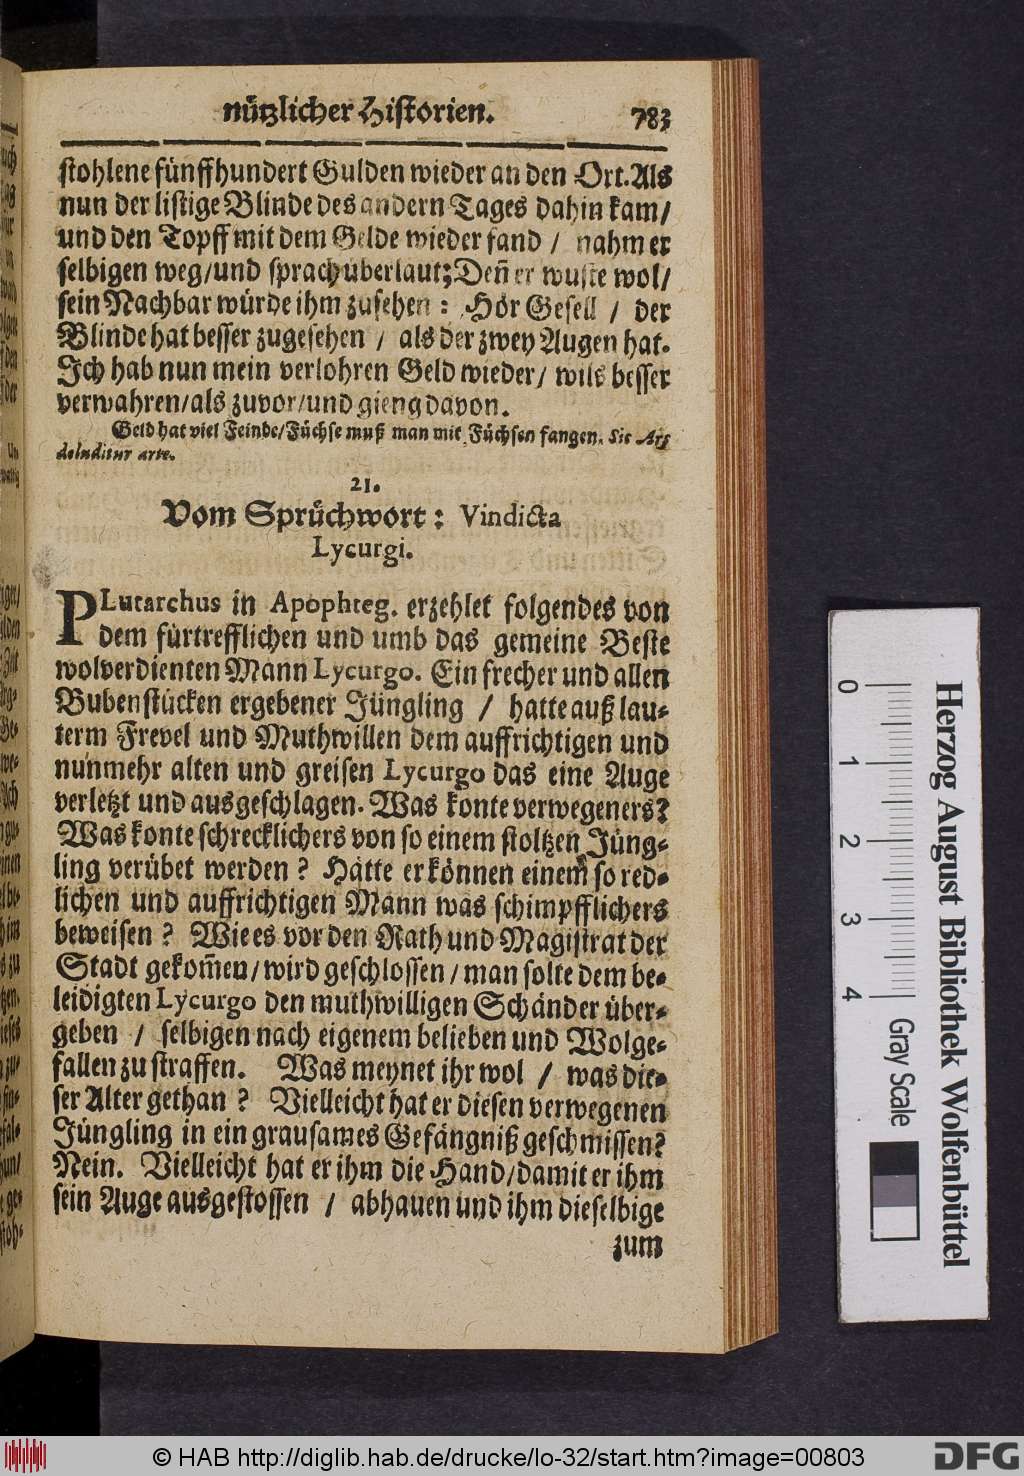 nützlicher Historien. 783
stohlene fünffhundert Gulden wieder an den Ort. Als
nun der listige Blinde des andern Tages dahin kam/
und den Topff mit dem Gelde wieder fand / nahm er
selbigen weg/und sprach überlaut; Deñ er wuste wol/
sein Nachbar würde ihm zusehen: Hör Gesell / der
Blinde hat besser zugesehen / als der zwey Augen hat.
Ich hab nun mein verlohren Geld wieder/ wils besser
verwahren/als zuvor/und gieng davon.
Geld hat viel Feinde/Füchse muß man mit Füchsen fangen. Sic Ars
deluditur arte.
21.
Vom Sprüchwort: Vindicta
Lycurgi.
PLutarchus in Apophteg. erzehlet folgendes von
dem fürtrefflichen und umb das gemeine Beste
wolverdienten Mann Lycurgo. Ein frecher und allen
Bubenstücken ergebener Jüngling / hatte auß lau-
term Frevel und Muthwillen dem auffrichtigen und
nunmehr alten und greisen Lycurgo das eine Auge
verletzt und ausgeschlagen. Was konte verwegeners?
Was konte schrecklichers von so einem stoltzen Jüng-
ling verübet werden? Hätte er können einem so red-
lichen und auffrichtigen Mann was schimpfflichers
beweisen? Wie es vor den Rath und Magistrat der
Stadt gekom̃en/wird geschlossen/man solte dem be-
leidigten Lycurgo den muthwilligen Schänder über-
geben / selbigen nach eigenem belieben und Wolge-
fallen zu straffen. Was meynet ihr wol / was die-
ser Alter gethan? Vielleicht hat er diesen verwegenen
Jüngling in ein grausames Gefängniß geschmissen?
Nein. Vielleicht hat er ihm die Hand/damit er ihm
sein Auge ausgestossen / abhauen und ihm dieselbige
zum
0 1 2 3 4
Gray Scale
Herzog August Bibliothek Wolfenbüttel
© HAB http://diglib.hab.de/drucke/lo-32/start.htm?image=00803
DFG